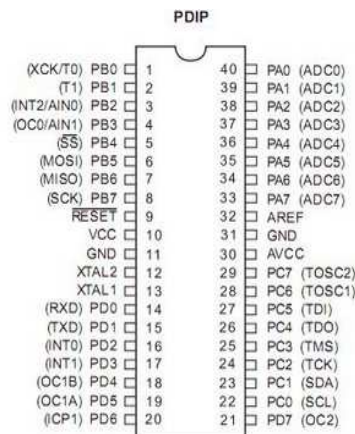 PDIP
(XCK/T0) PB0 1 40 PA0 (ADC0)
(T1) PB1 2 39 PA1 (ADC1)
(INT2/AIN0) PB2 3 38 PA2 (ADC2)
(OC0/AIN1) PB3 4 37 PA3 (ADC3)
(SS) PB4 5 36 PA4 (ADC4)
(MOSI) PB5 6 35 PA5 (ADC5)
(MISO) PB6 7 34 PA6 (ADC6)
(SCK) PB7 8 33 PA7 (ADC7)
RESET 9 32 AREF
VCC 10 31 GND
GND 11 30 AVCC
XTAL2 12 29 PC7 (TOSC2)
XTAL1 13 28 PC6 (TOSC1)
(RXD) PD0 14 27 PC5 (TDI)
(TXD) PD1 15 26 PC4 (TDO)
(INT0) PD2 16 25 PC3 (TMS)
(INT1) PD3 17 24 PC2 (TCK)
(OC1B) PD4 18 23 PC1 (SDA)
(OC1A) PD5 19 22 PC0 (SCL)
(ICP1) PD6 20 21 PD7 (OC2)